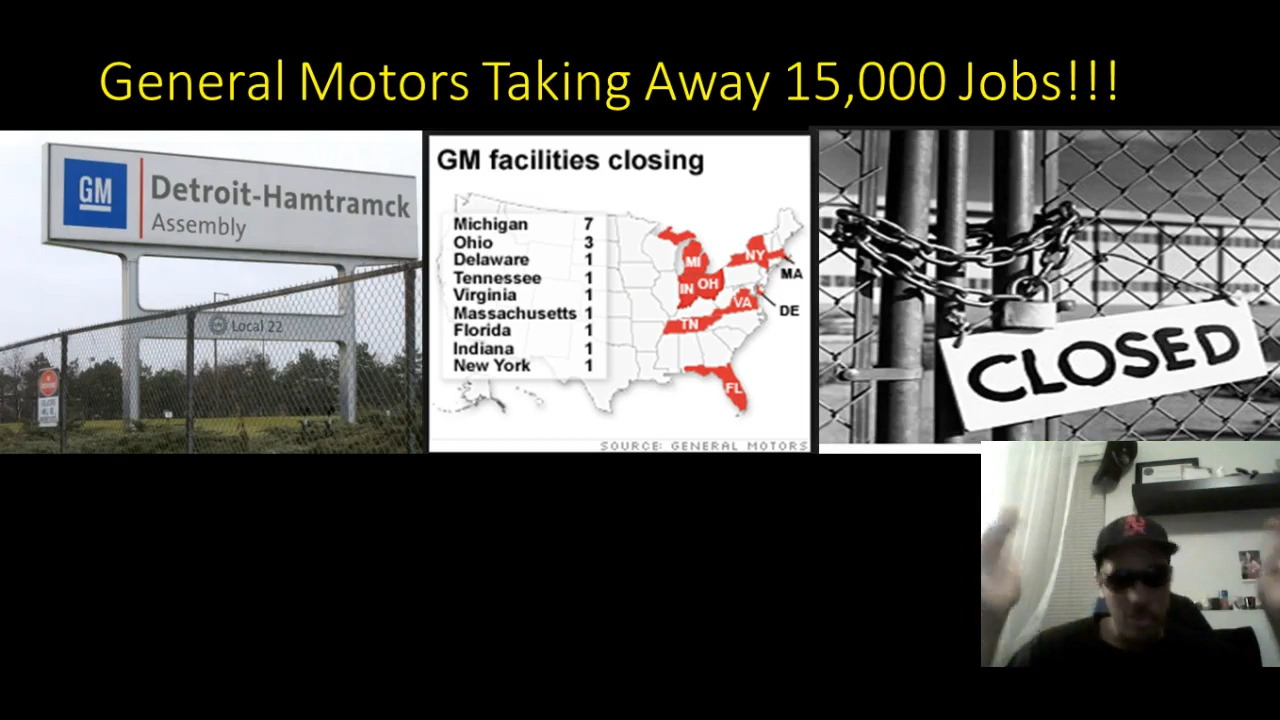 General Motors Taking Away 15,000 Jobs!!!
GM
Detroit-Hamtramck
Assembly
Local 22
GM facilities closing
Michigan 7
Ohio 3
Delaware 1
Tennessee 1
Virginia 1
Massachusetts 1
Florida 1
Indiana 1
New York 1
MI
NY
MA
IN
OH
VA
DE
TN
FL
SOURCE: GENERAL MOTORS
CLOSED